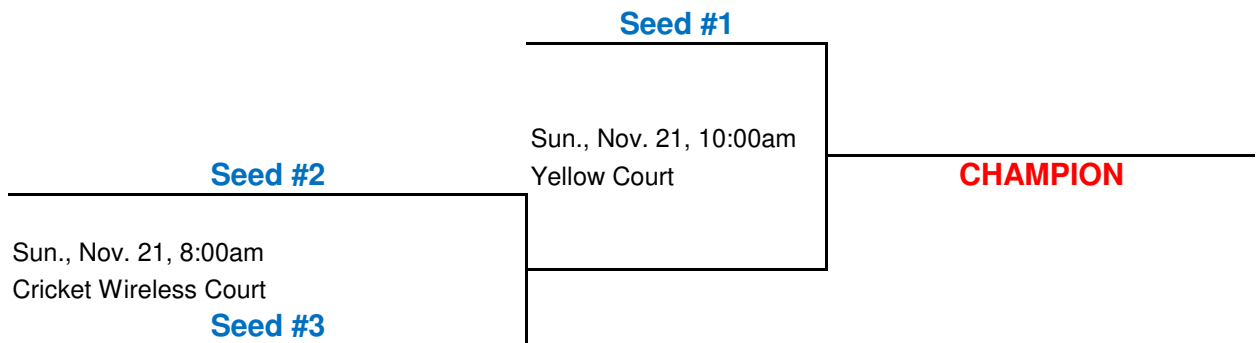 Seed #1
Sun., Nov. 21, 10:00am
Yellow Court
Seed #2
CHAMPION
Sun., Nov. 21, 8:00am
Cricket Wireless Court
Seed #3